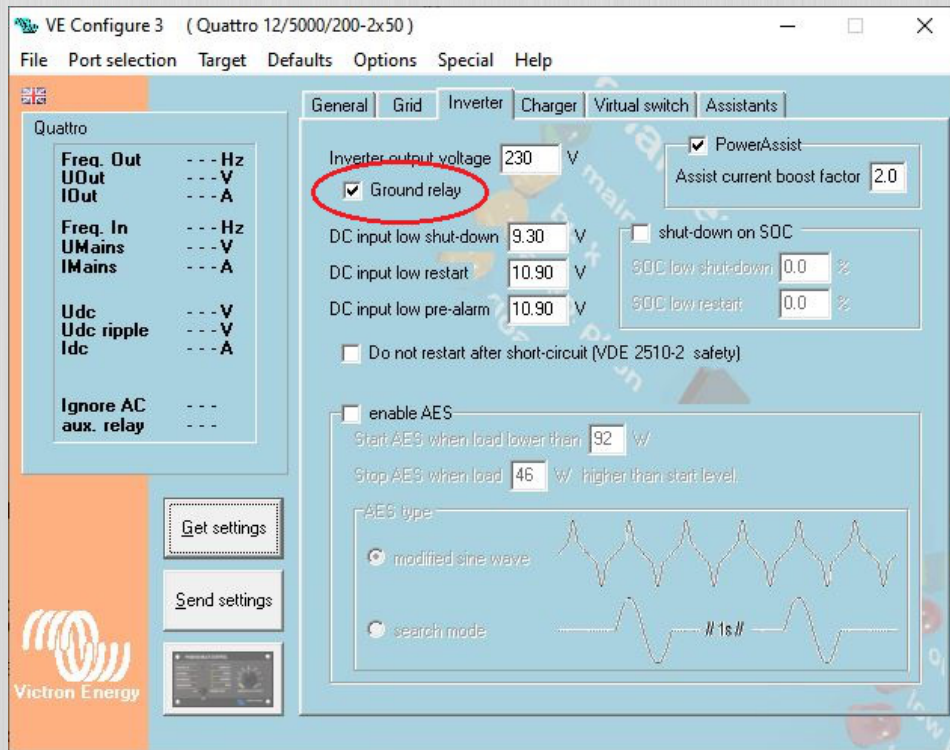 VE Configure 3 ( Quattro 12/5000/200-2x50 )
File Port selection Target Defaults Options Special Help
General Grid Inverter Charger Virtual switch Assistants
Quattro
Freq. Out - - - Hz
UOut - - - V
IOut - - - A
Freq. In - - - Hz
UMains - - - V
IMains - - - A
Udc - - - V
Udc ripple - - - V
Idc - - - A
Ignore AC - - -
aux. relay - - -
Inverter output voltage 230 V
Ground relay
PowerAssist
Assist current boost factor 2.0
DC input low shut-down 9.30 V
DC input low restart 10.90 V
DC input low pre-alarm 10.90 V
shut-down on SOC
SOC low shut-down 0.0 %
SOC low restart 0.0 %
Do not restart after short-circuit (VDE 2510-2 safety)
enable AES
Start AES when load lower than 92 W
Stop AES when load 46 W higher than start level.
AES type
modified sine wave
search mode
// 1s //
Get settings
Send settings
Victron Energy